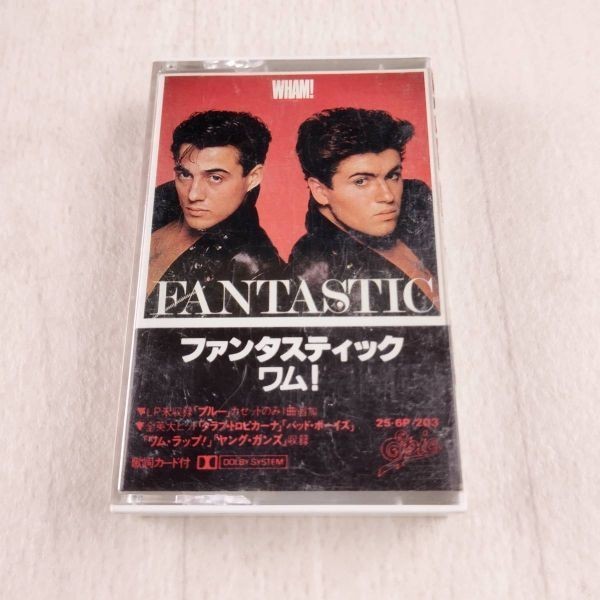 WHAM!
FANTASTIC
ファンタスティック
ワム!
▼LP未収録「ブルー」カセットのみ1曲追加
▼全英大ヒット「クラブ・トロピカーナ」「バッド・ボーイズ」
「ワム・ラップ!」「ヤング・ガンズ」収録
25·6P-203
歌詞カード付 DOLBY SYSTEM
Epic